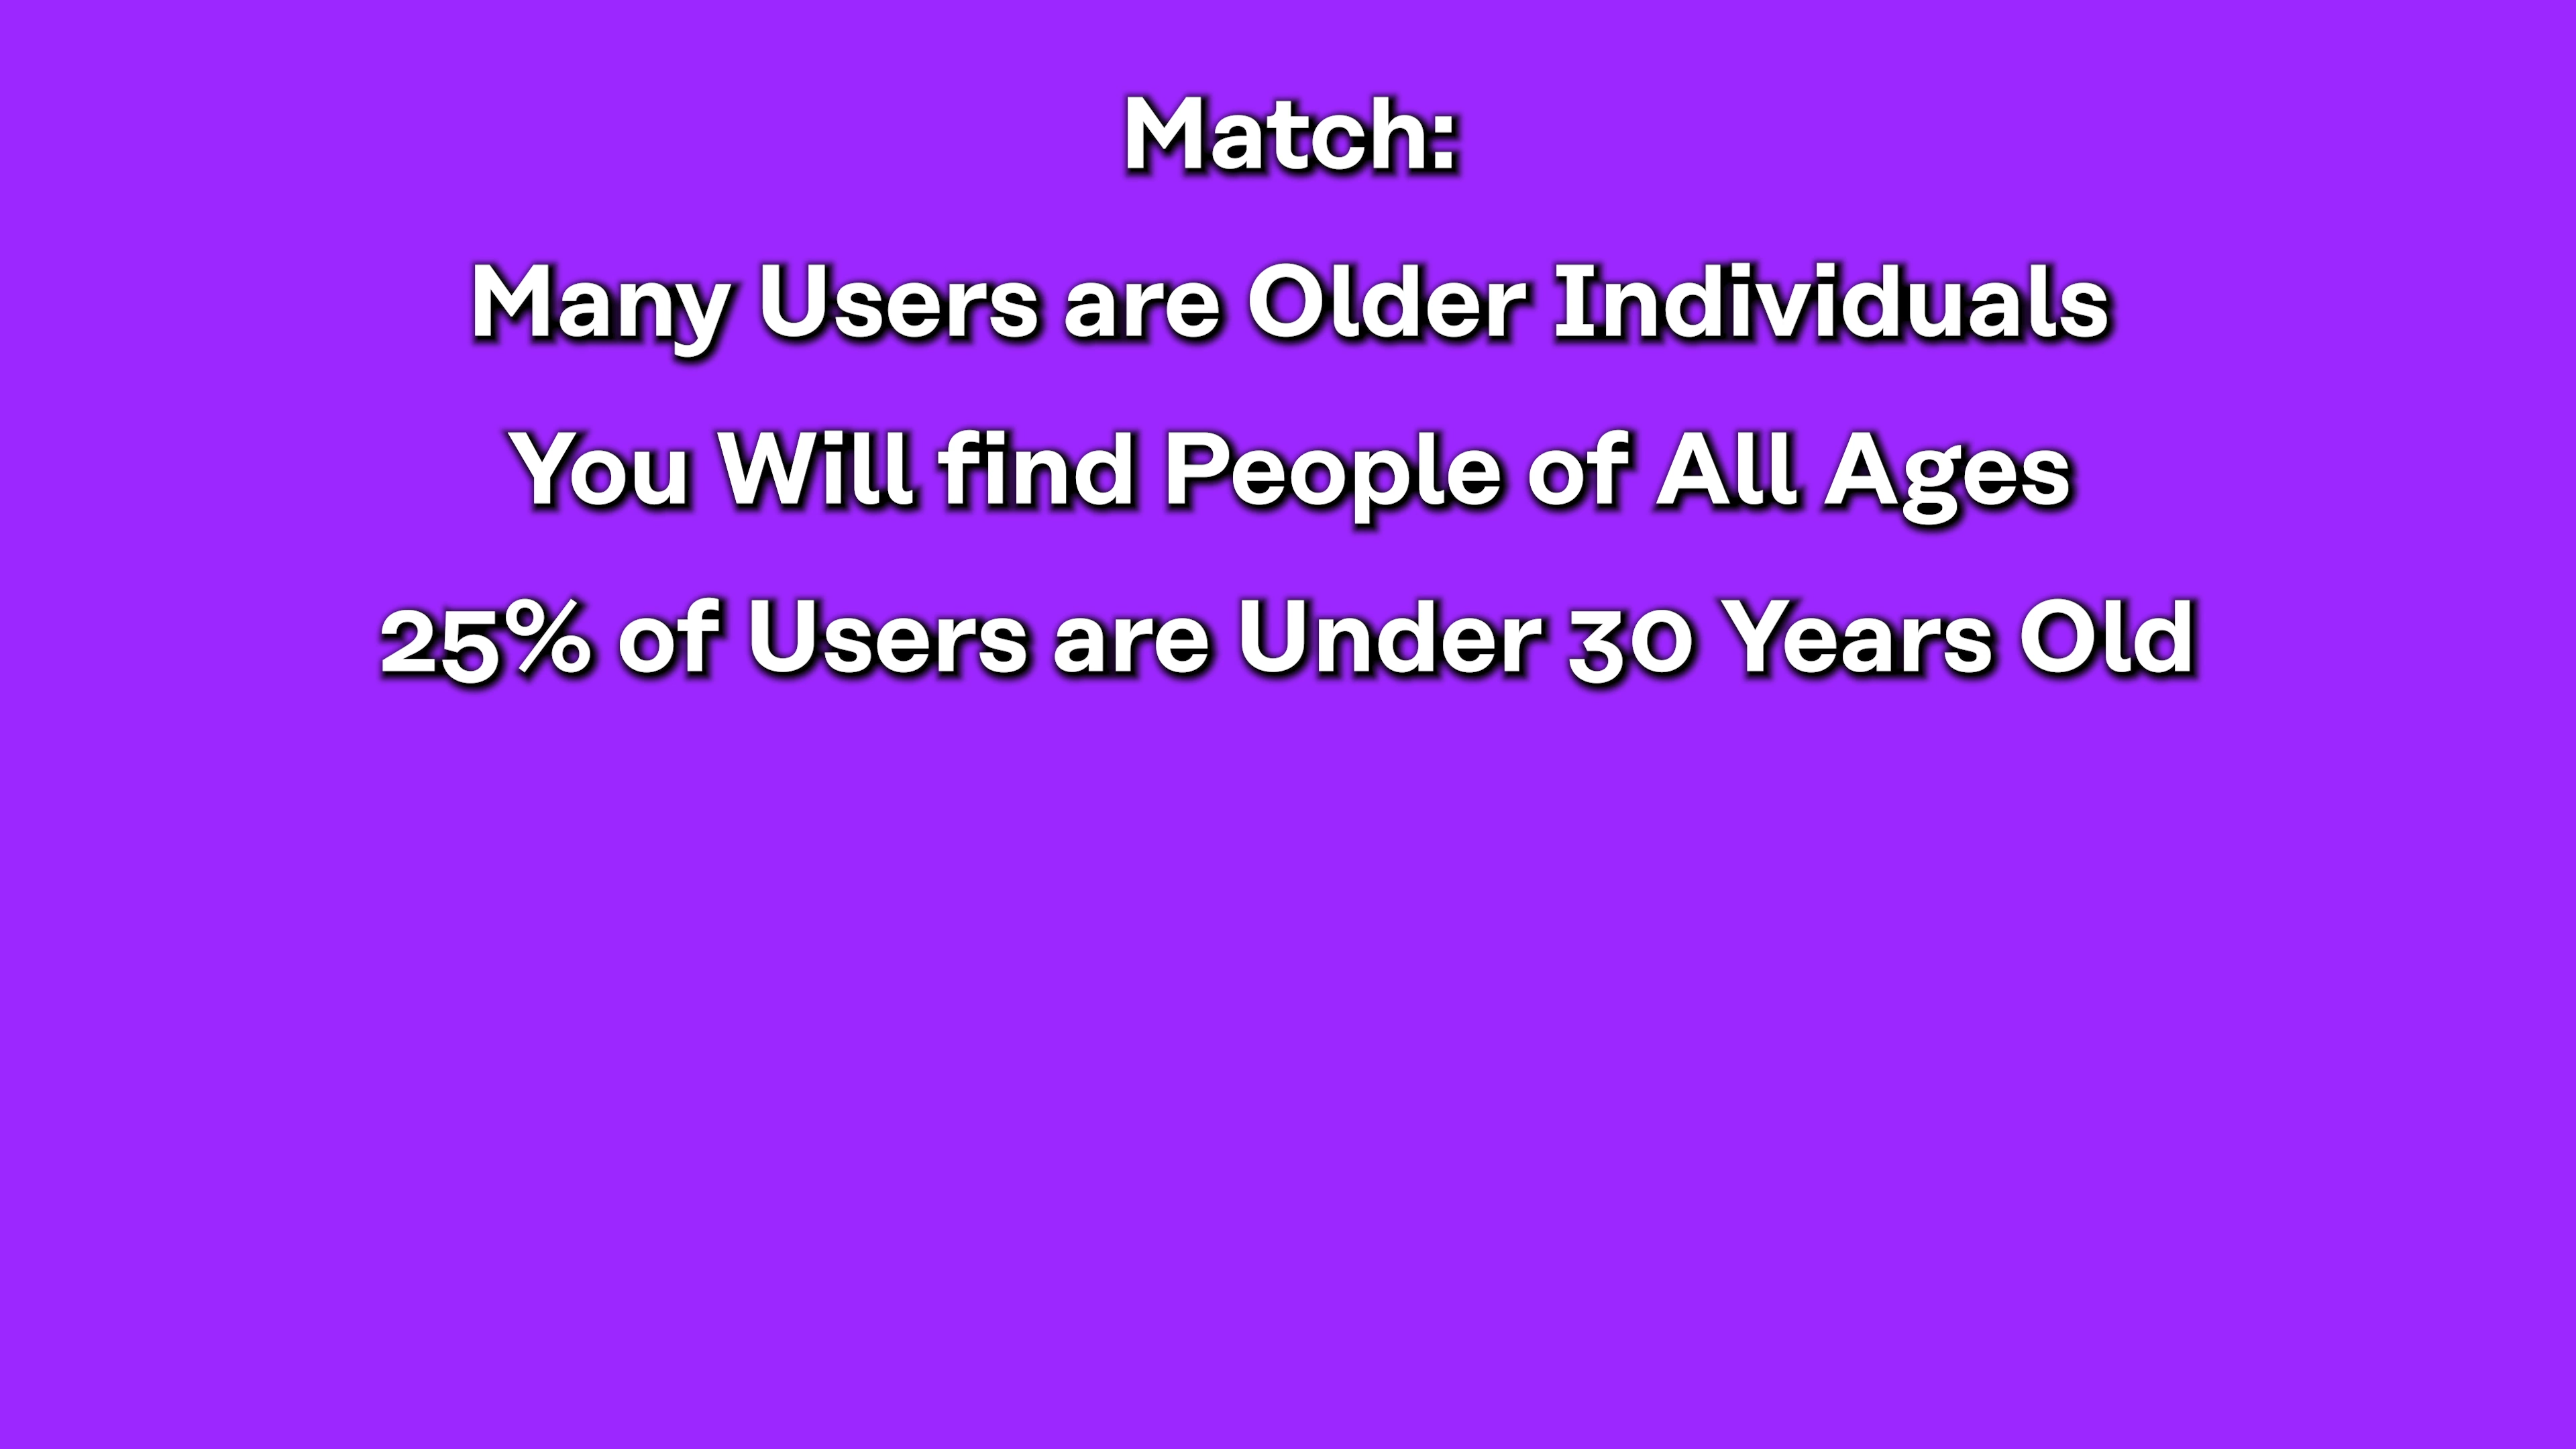 Match:
Many Users are Older Individuals
You Will find People of All Ages
25% of Users are Under 30 Years Old